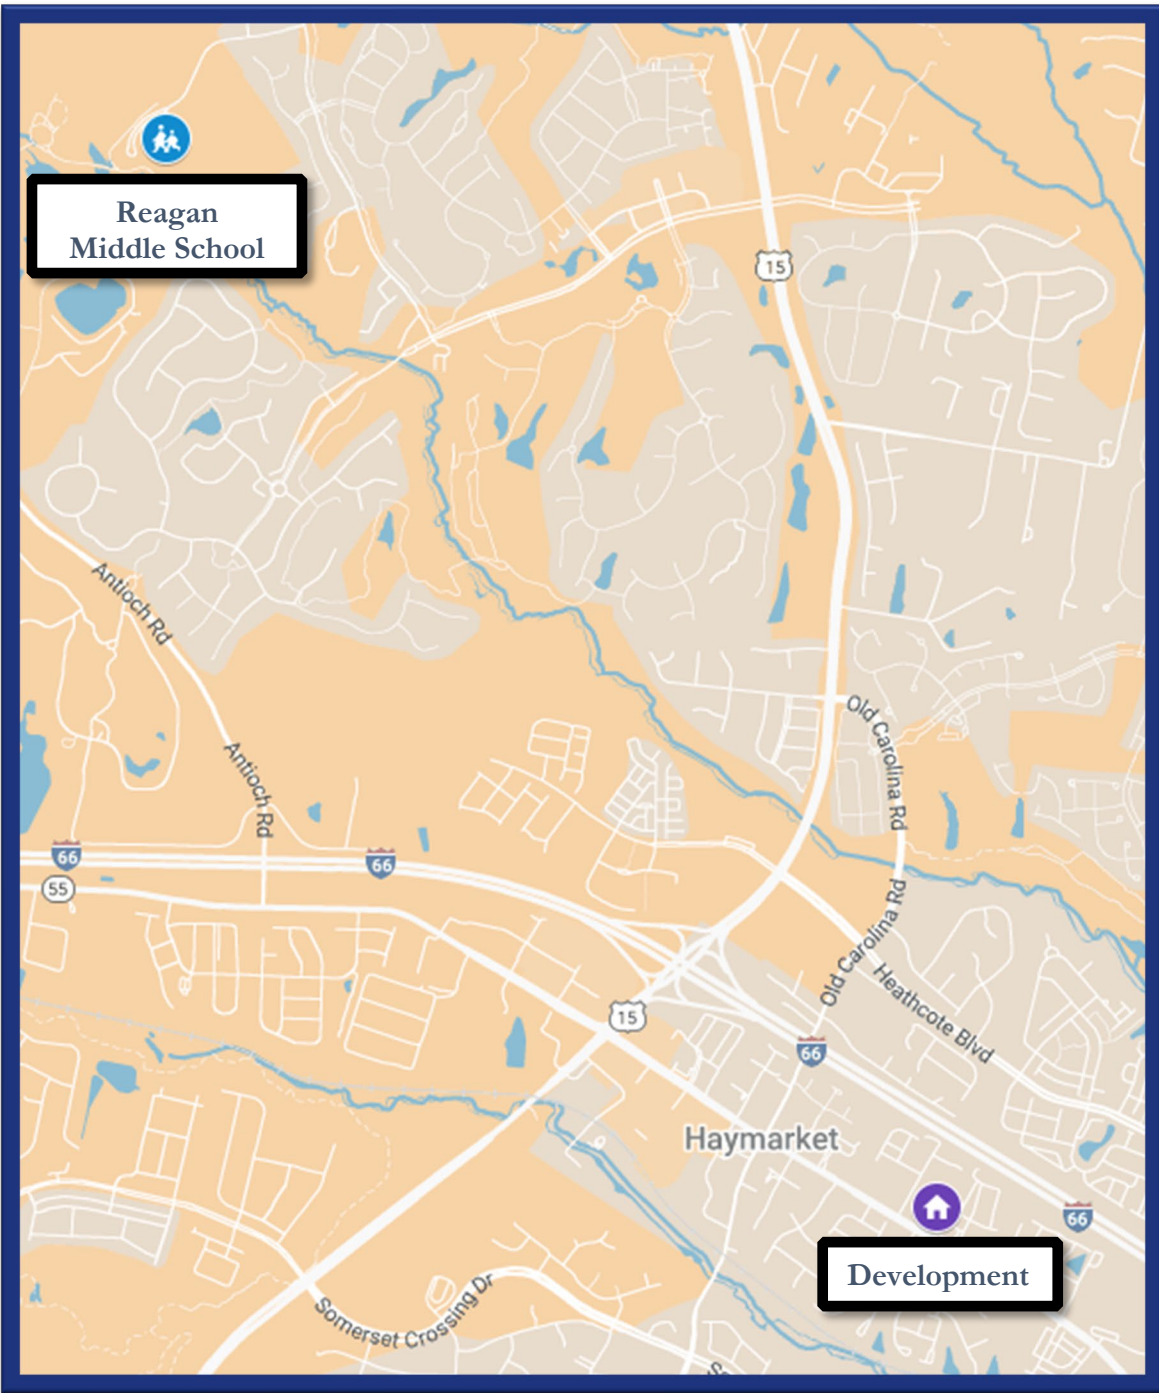 Reagan
Middle School
15
Antioch Rd
Old Carolina Rd
Antioch Rd
66
66
55
Old Carolina Rd
Heathcote Blvd
15
66
Haymarket
66
Development
Somerset Crossing Dr